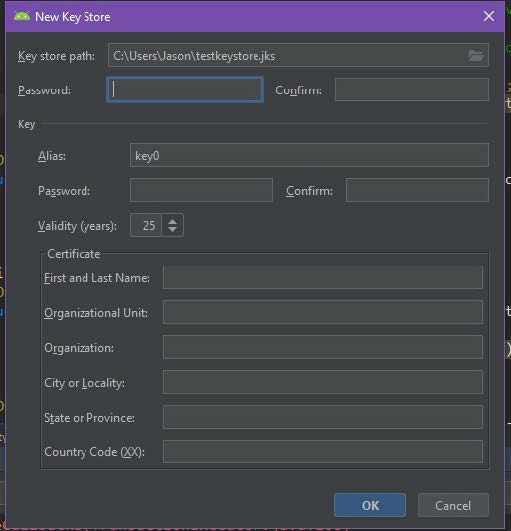 New Key Store
Key store path: C:\Users\Jason\testkeystore.jks
Password: Confirm:
Key
Alias: key0
Password: Confirm:
Validity (years): 25
Certificate
First and Last Name:
Organizational Unit:
Organization:
City or Locality:
State or Province:
Country Code (XX):
OK Cancel